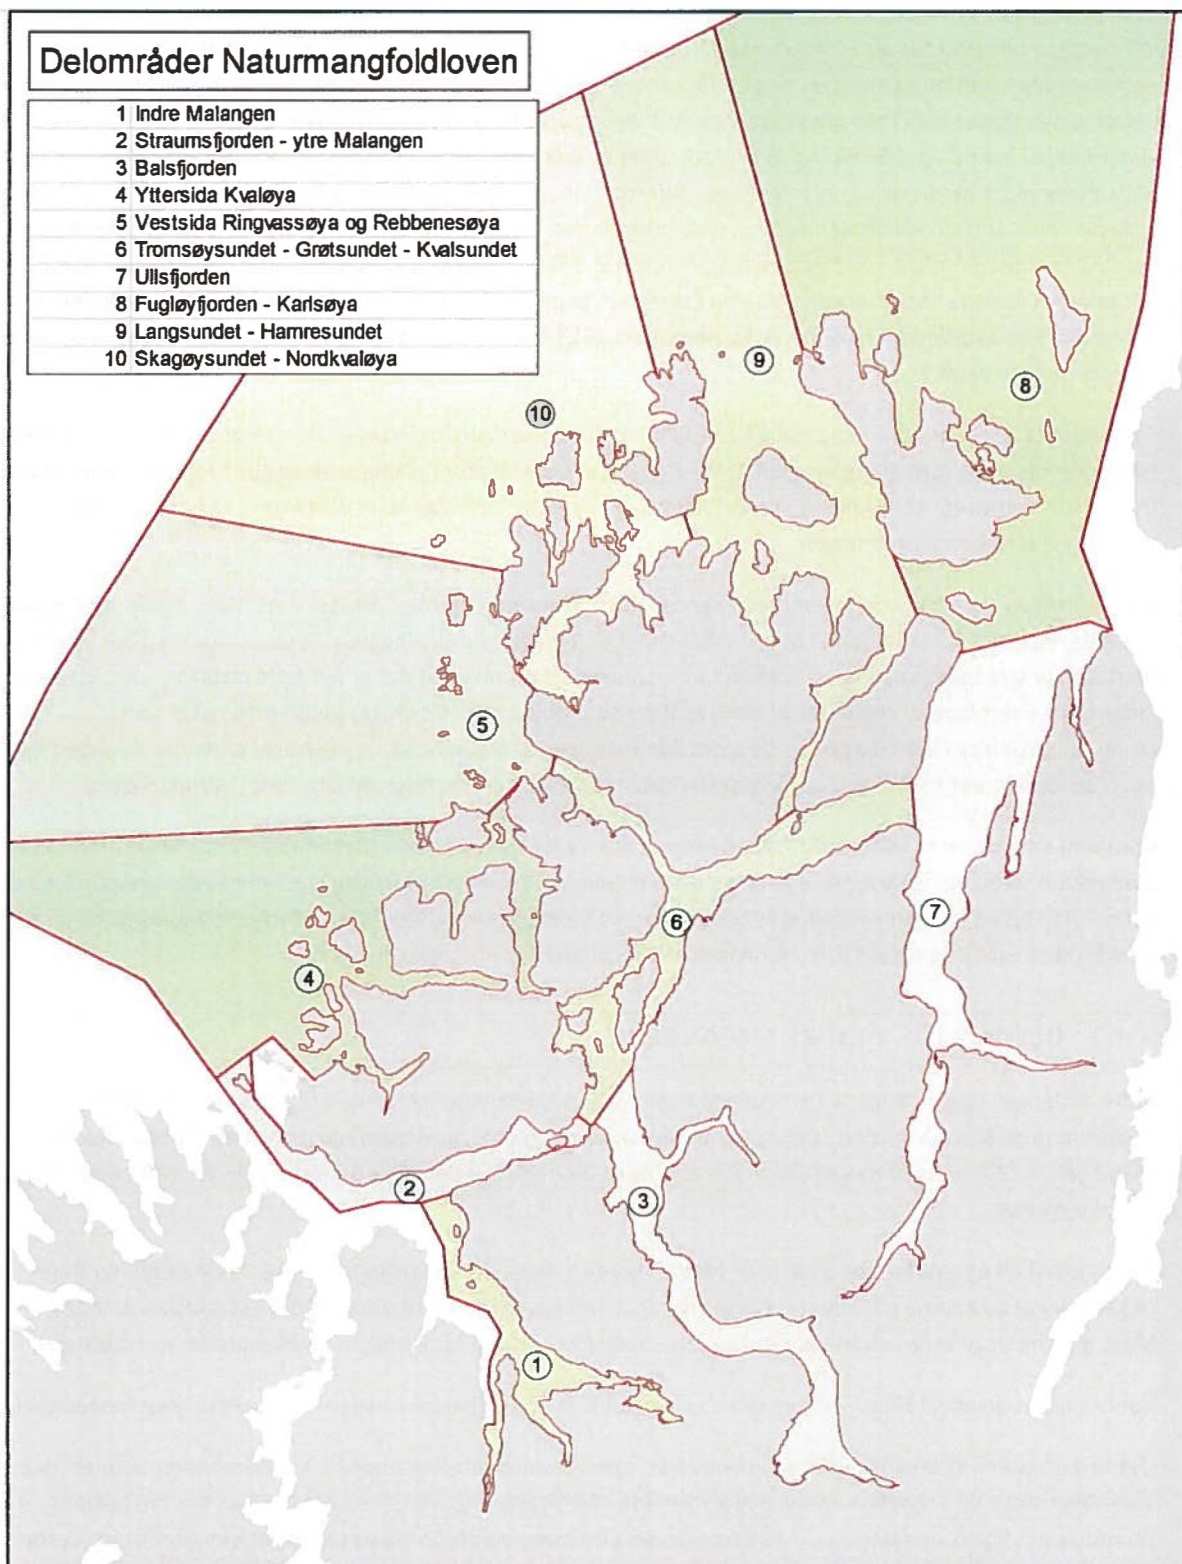 Delområder Naturmangfoldloven
1 Indre Malangen
2 Straumsfjorden - ytre Malangen
3 Balsfjorden
4 Yttersida Kvaløya
5 Vestsida Ringvassøya og Rebbenesøya
6 Tromsøysundet - Grøtsundet - Kvalsundet
7 Ullsfjorden
8 Fugløyfjorden - Karlsøya
9 Langsundet - Hamresundet
10 Skagøysundet - Nordkvaløya
9
8
10
5
6
7
4
2
3
1